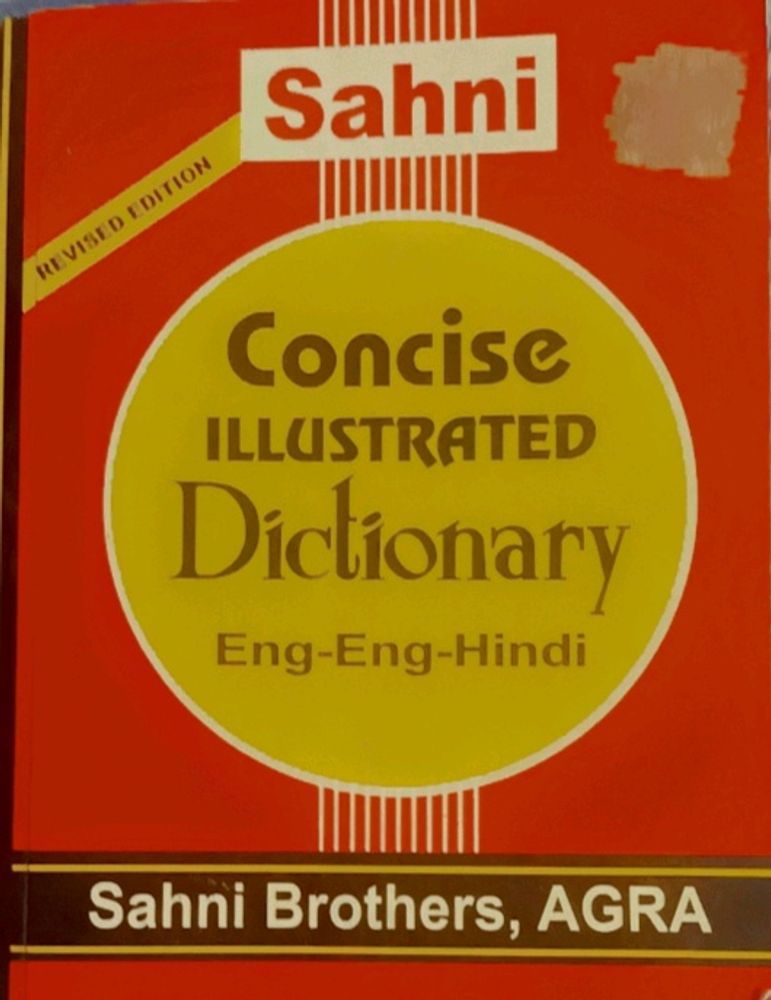 Sahni
REVISED EDITION
Concise
ILLUSTRATED
Dictionary
Eng-Eng-Hindi
Sahni Brothers, AGRA